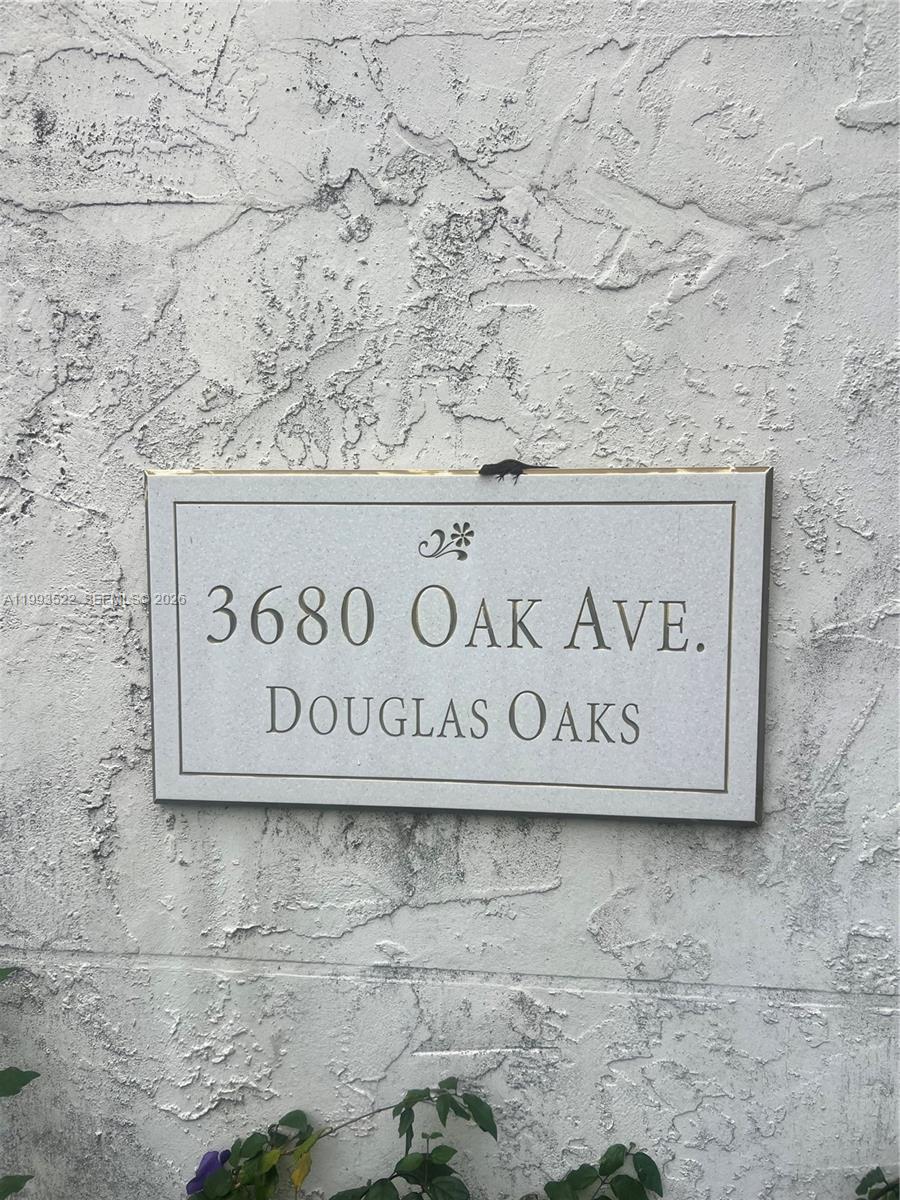 A11993522 SEFMLS© 2026
3680 OAK AVE.
DOUGLAS OAKS